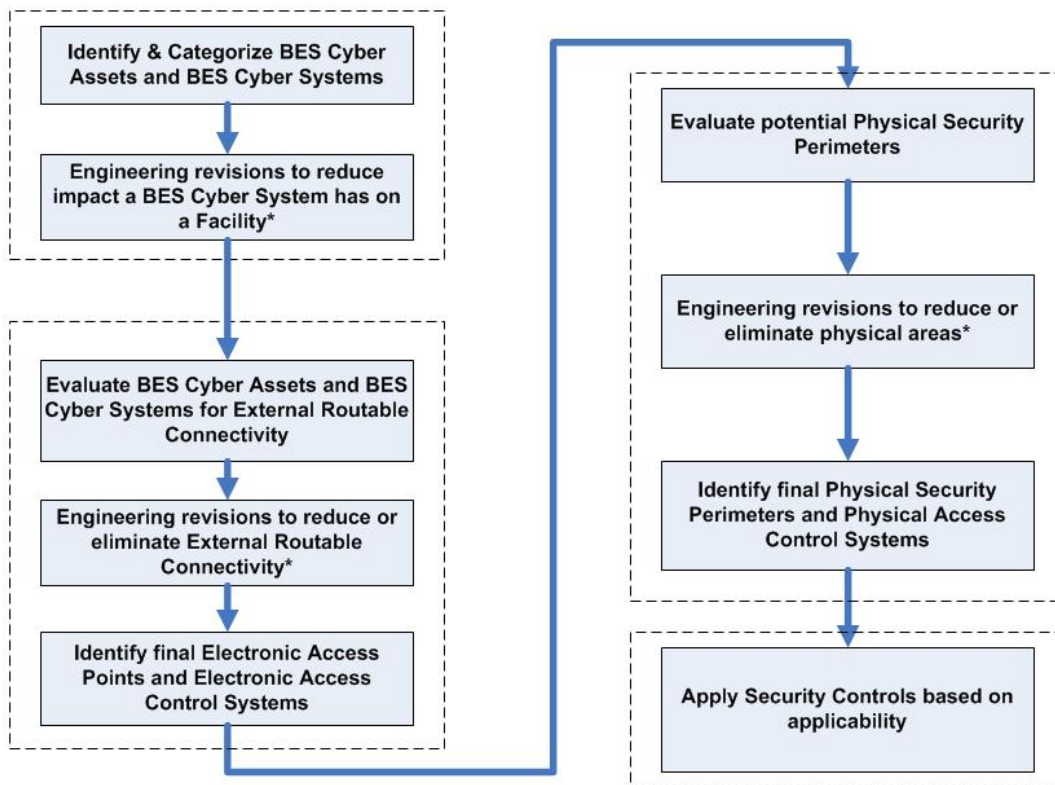 Identify & Categorize BES Cyber
Assets and BES Cyber Systems
Engineering revisions to reduce
impact a BES Cyber System has on
a Facility*
Evaluate BES Cyber Assets and BES
Cyber Systems for External Routable
Connectivity
Engineering revisions to reduce or
eliminate External Routable
Connectivity*
Identify final Electronic Access
Points and Electronic Access
Control Systems
Evaluate potential Physical Security
Perimeters
Engineering revisions to reduce or
eliminate physical areas*
Identify final Physical Security
Perimeters and Physical Access
Control Systems
Apply Security Controls based on
applicability